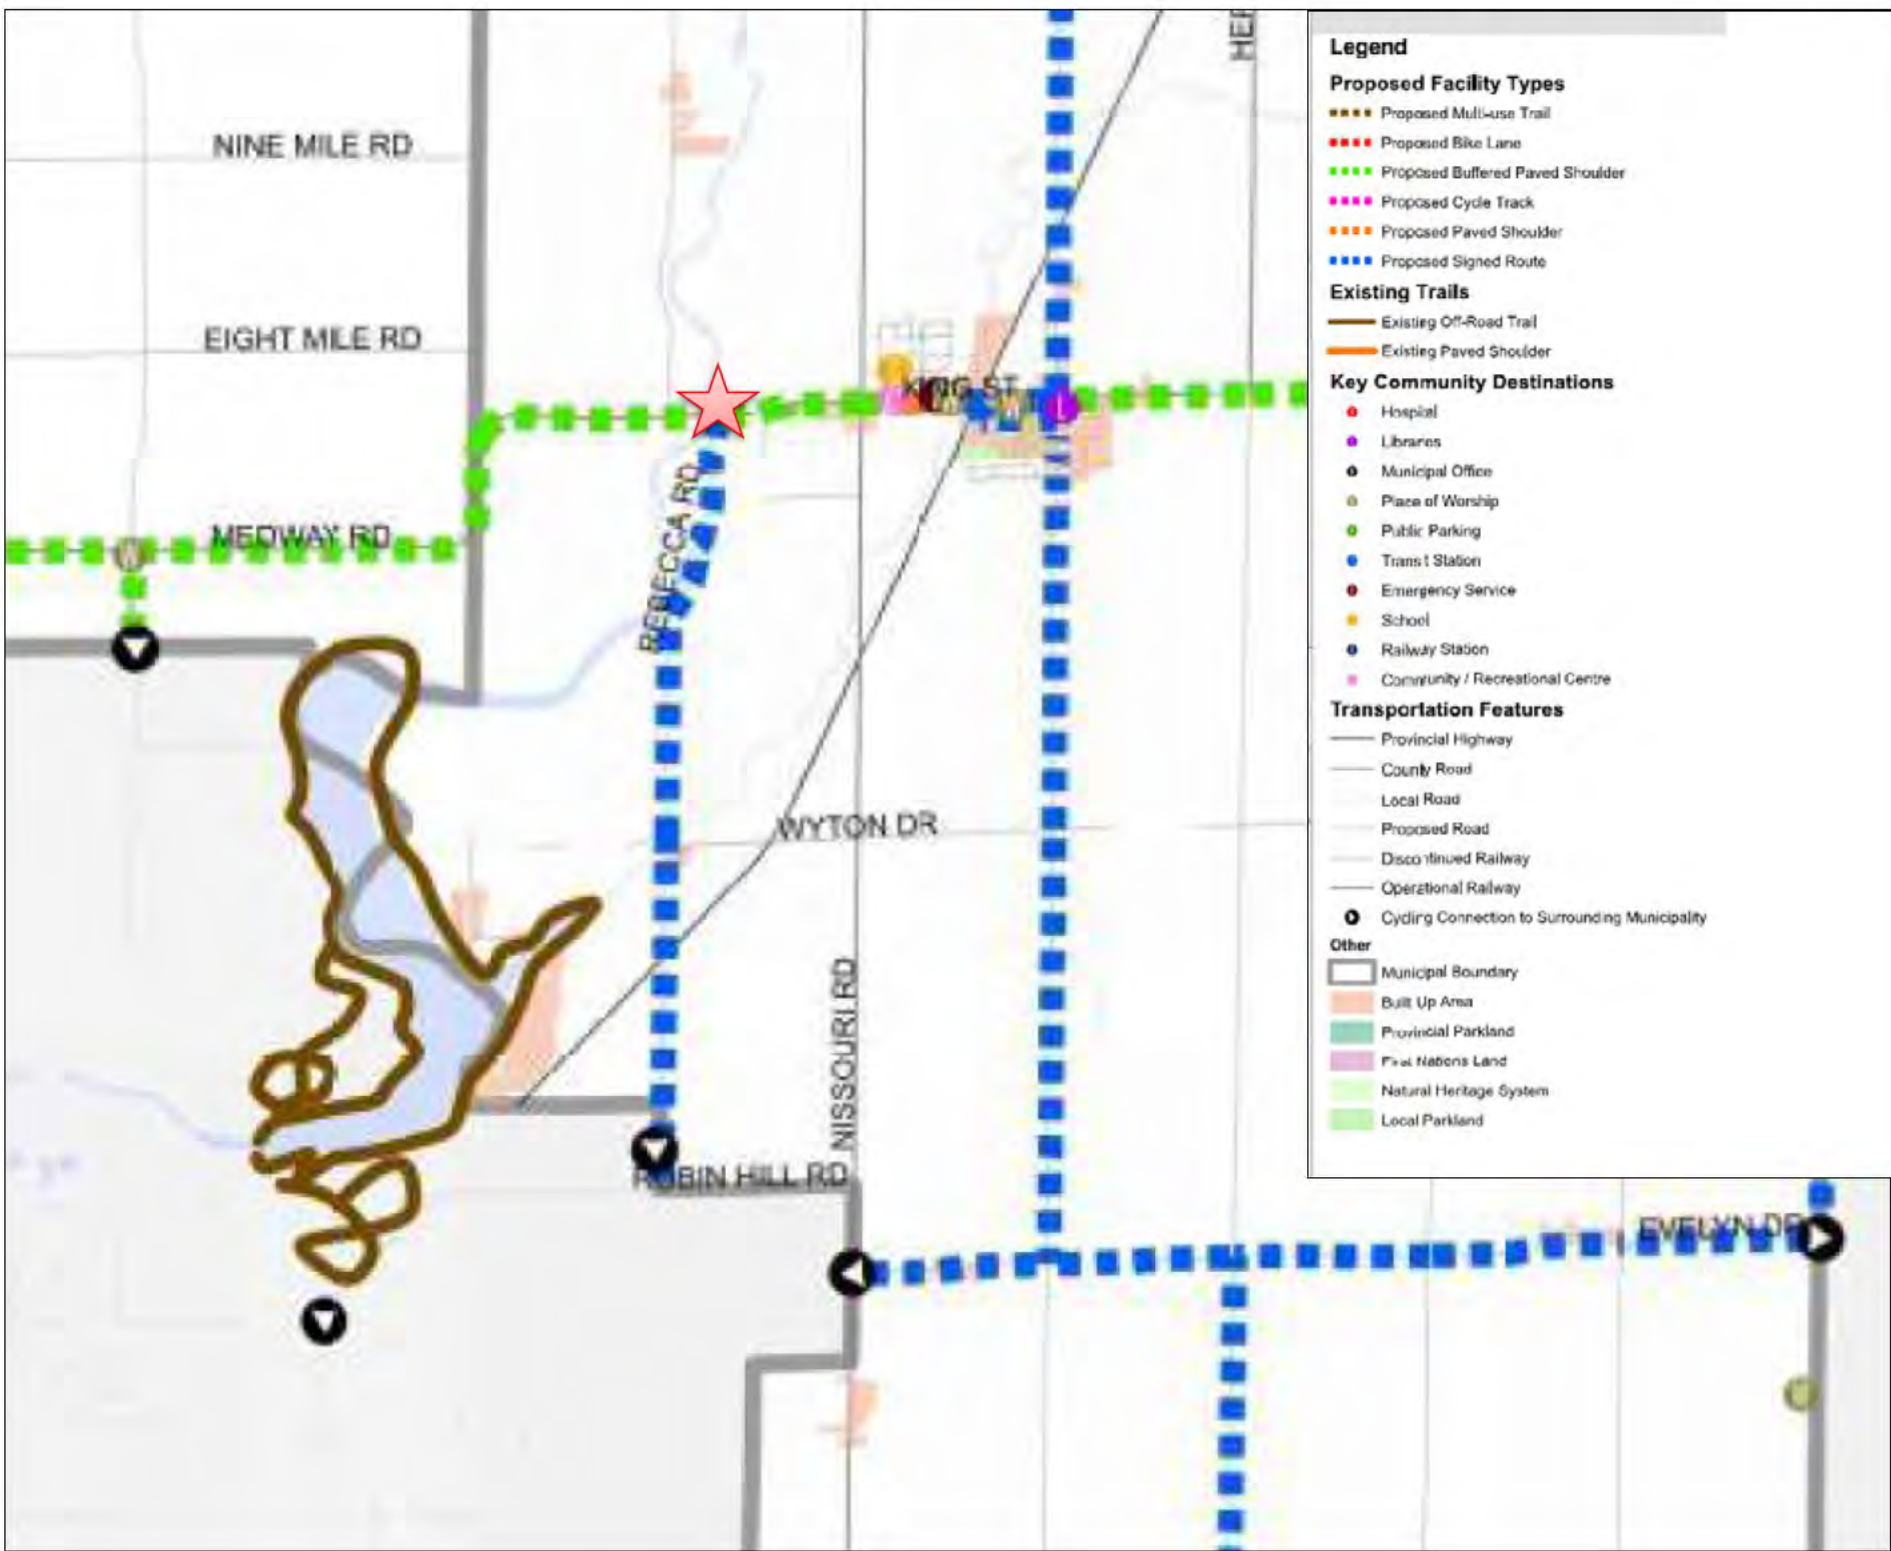 NINE MILE RD
EIGHT MILE RD
MEDWAY RD
KING ST
REBECCA RD
WYTON DR
NISSOURI RD
ROBIN HILL RD
EVELYN DR
W
L
Legend
Proposed Facility Types
Proposed Multi-use Trail
Proposed Bike Lane
Proposed Buffered Paved Shoulder
Proposed Cycle Track
Proposed Paved Shoulder
Proposed Signed Route
Existing Trails
Existing Off-Road Trail
Existing Paved Shoulder
Key Community Destinations
Hospital
Libraries
Municipal Office
Place of Worship
Public Parking
Transit Station
Emergency Service
School
Railway Station
Community / Recreational Centre
Transportation Features
Provincial Highway
County Road
Local Road
Proposed Road
Discontinued Railway
Operational Railway
Cycling Connection to Surrounding Municipality
Other
Municipal Boundary
Built Up Area
Provincial Parkland
First Nations Land
Natural Heritage System
Local Parkland